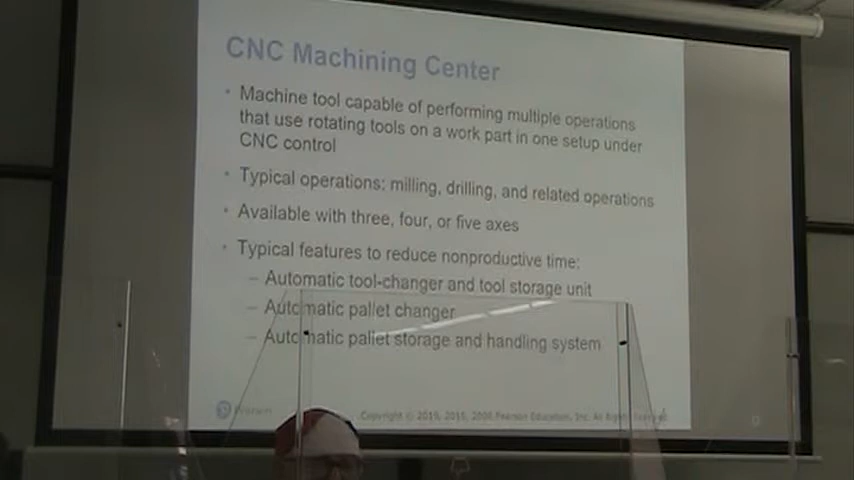 CNC Machining Center
• Machine tool capable of performing multiple operations
that use rotating tools on a work part in one setup under
CNC control
• Typical operations: milling, drilling, and related operations
• Available with three, four, or five axes
• Typical features to reduce nonproductive time:
– Automatic tool-changer and tool storage unit
– Automatic pallet changer
– Automatic pallet storage and handling system
Pearson
Copyright © 2019, 2015, 2008 Pearson Education, Inc. All Rights